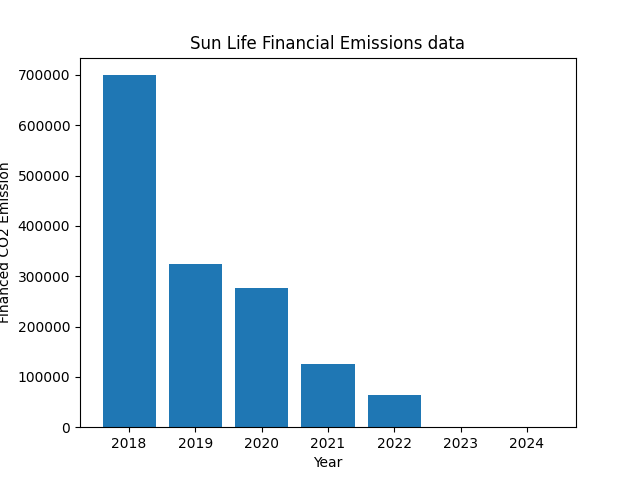 Sun Life Financial Emissions data
700000
600000
500000
400000
300000
200000
100000
0
Financed CO2 Emission
2018 2019 2020 2021 2022 2023 2024
Year